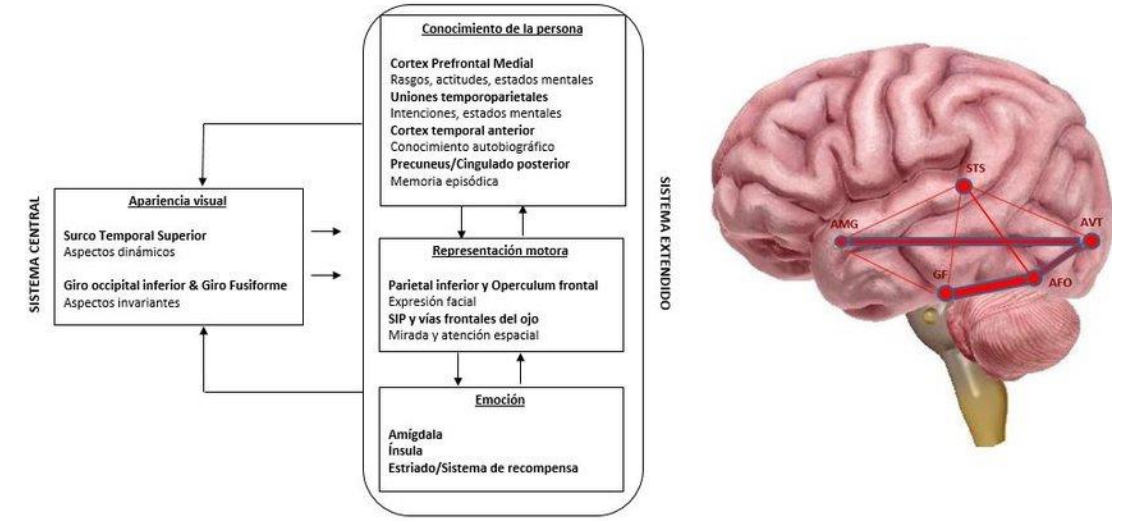 SISTEMA CENTRAL
Apariencia visual
Surco Temporal Superior
Aspectos dinámicos
Giro occipital inferior & Giro Fusiforme
Aspectos invariantes
Conocimiento de la persona
Cortex Prefrontal Medial
Rasgos, actitudes, estados mentales
Uniones temporoparietales
Intenciones, estados mentales
Cortex temporal anterior
Conocimiento autobiográfico
Precuneus/Cingulado posterior
Memoria episódica
Representación motora
Parietal inferior y Operculum frontal
Expresión facial
SIP y vías frontales del ojo
Mirada y atención espacial
Emoción
Amígdala
Ínsula
Estriado/Sistema de recompensa
SISTEMA EXTENDIDO
STS
AMG
AVT
GF
AFO